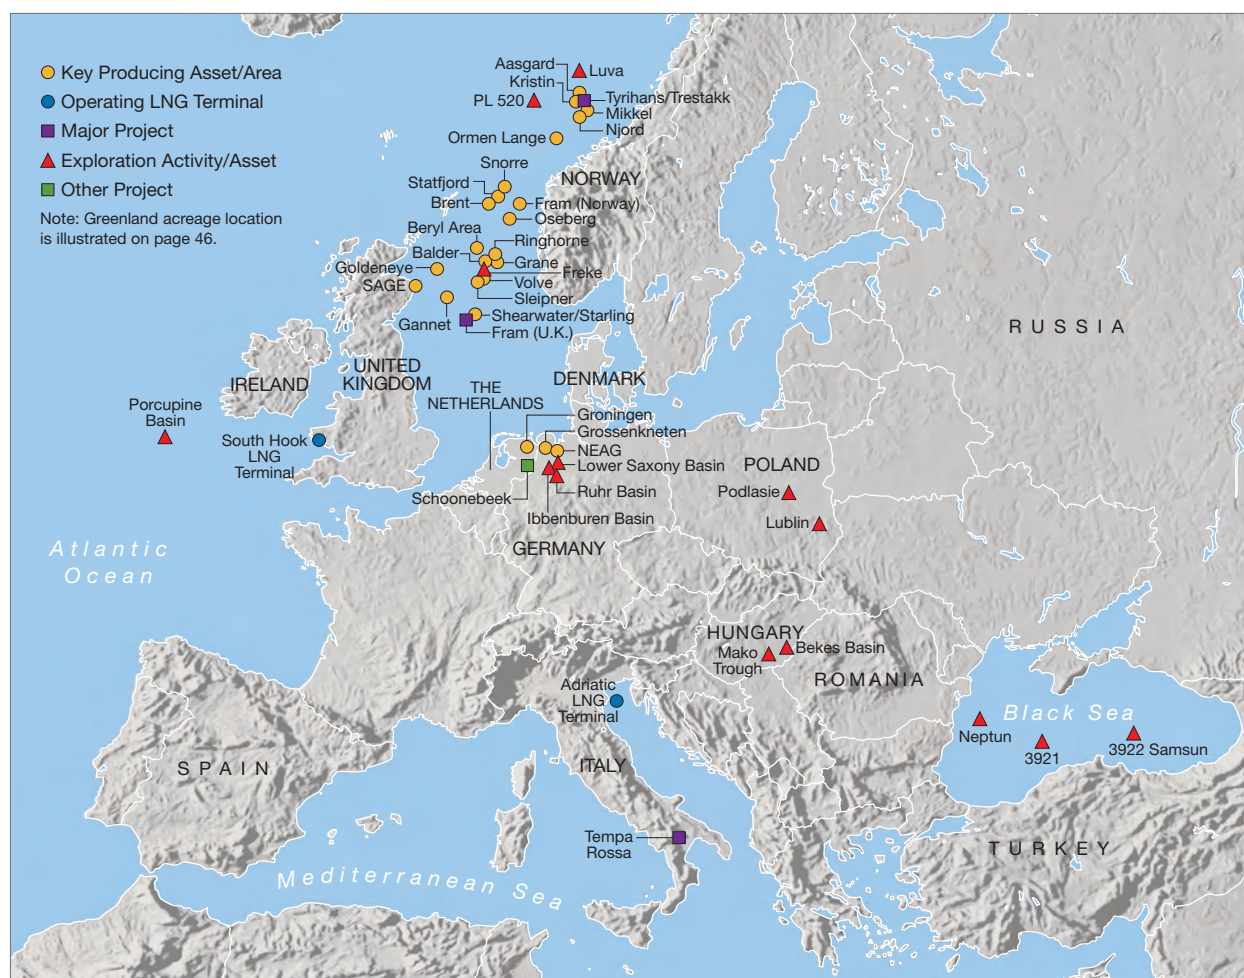 Key Producing Asset/Area
Operating LNG Terminal
Major Project
Exploration Activity/Asset
Other Project
Note: Greenland acreage location
is illustrated on page 46.
Aasgard
Luva
Kristin
PL 520
Tyrihans/Trestakk
Mikkel
Njord
Ormen Lange
Snorre
NORWAY
Statfjord
Brent
Fram (Norway)
Oseberg
Beryl Area
Ringhorne
Balder
Grane
Goldeneye
Freke
SAGE
Volve
Sleipner
Gannet
Shearwater/Starling
Fram (U.K.)
RUSSIA
IRELAND
UNITED
KINGDOM
DENMARK
THE
NETHERLANDS
Porcupine
Basin
South Hook
LNG
Terminal
Groningen
Grossenkneten
NEAG
Lower Saxony Basin
Ruhr Basin
Schoonebeek
Ibbenburen Basin
GERMANY
POLAND
Podlasie
Lublin
Atlantic
Ocean
HUNGARY
Mako
Trough
Bekes Basin
ROMANIA
Adriatic
LNG
Terminal
Black Sea
Neptun
3921
3922 Samsun
SPAIN
ITALY
Tempa
Rossa
TURKEY
Mediterranean Sea